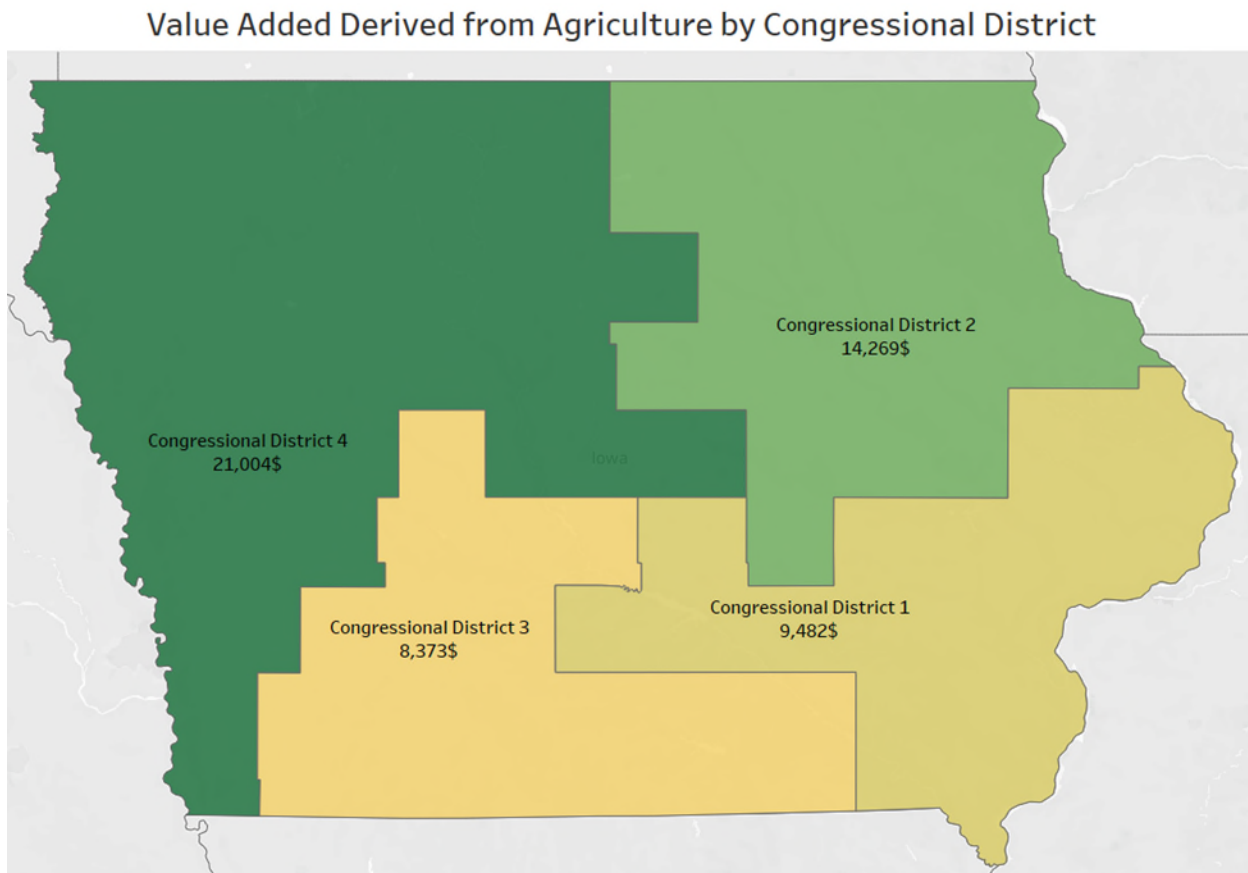 Value Added Derived from Agriculture by Congressional District
Congressional District 2
14,269$
Congressional District 4
21,004$
Iowa
Congressional District 1
9,482$
Congressional District 3
8,373$